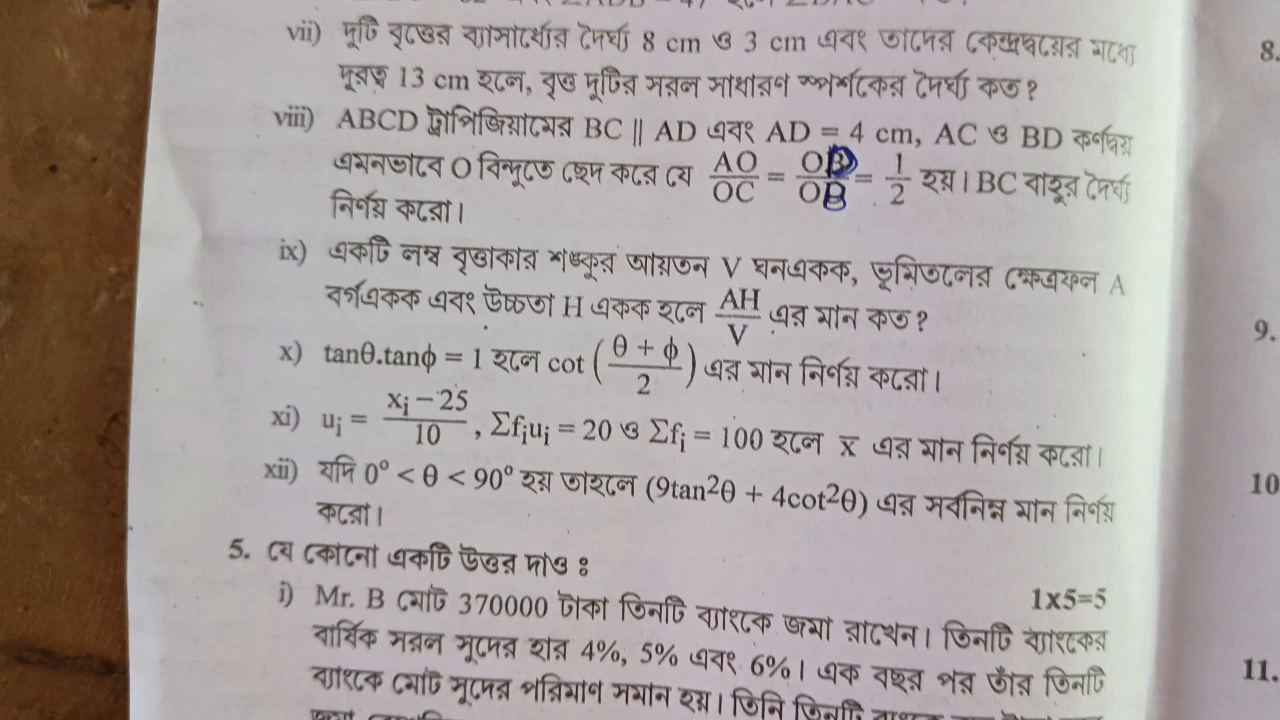 vii) দুটি বৃত্তের ব্যাসার্ধ্যের দৈর্ঘ্য 8 cm ও 3 cm এবং তাদের কেন্দ্রদ্বয়ের মধ্যে
8.
দূরত্ব 13 cm হলে, বৃত্ত দুটির সরল সাধারণ স্পর্শকের দৈর্ঘ্য কত?
viii) ABCD ট্রাপিজিয়ামের BC || AD এবং AD = 4 cm, AC ও BD কর্ণদ্বয়
এমনভাবে O বিন্দুতে ছেদ করে যে AO/OC = OD/OB = 1/2 হয়। BC বাহুর দৈর্ঘ্য
নির্ণয় করো।
ix) একটি লম্ব বৃত্তাকার শঙ্কুর আয়তন V ঘনএকক, ভূমিতলের ক্ষেত্রফল A
বর্গএকক এবং উচ্চতা H একক হলে AH/V এর মান কত?
9.
x) tanθ.tanϕ = 1 হলে cot ((θ + ϕ)/2) এর মান নির্ণয় করো।
xi) uᵢ = (xᵢ – 25)/10 , Σfᵢuᵢ = 20 ও Σfᵢ = 100 হলে x̄ এর মান নির্ণয় করো।
xii) যদি 0° < θ < 90° হয় তাহলে (9tan²θ + 4cot²θ) এর সর্বনিম্ন মান নির্ণয়
10
করো।
5. যে কোনো একটি উত্তর দাও ঃ
1x5=5
i) Mr. B মোট 370000 টাকা তিনটি ব্যাংকে জমা রাখেন। তিনটি ব্যাংকের
বার্ষিক সরল সুদের হার 4%, 5% এবং 6%। এক বছর পর তাঁর তিনটি
11.
ব্যাংকে মোট সুদের পরিমাণ সমান হয়। তিনি তিনটি